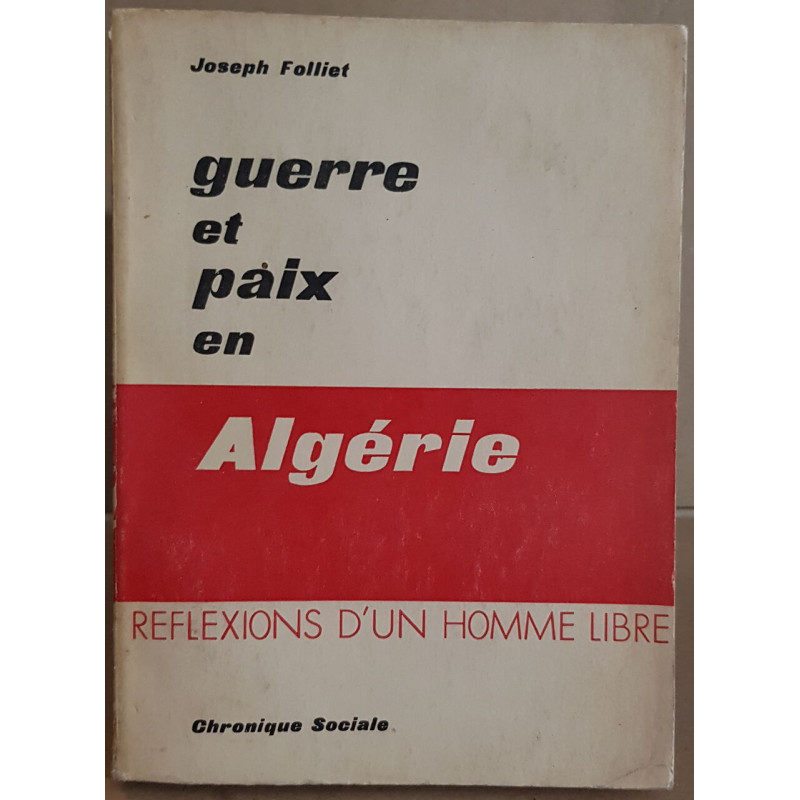 Joseph Folliet
guerre
et
paix
en
Algérie
REFLEXIONS D'UN HOMME LIBRE
Chronique Sociale